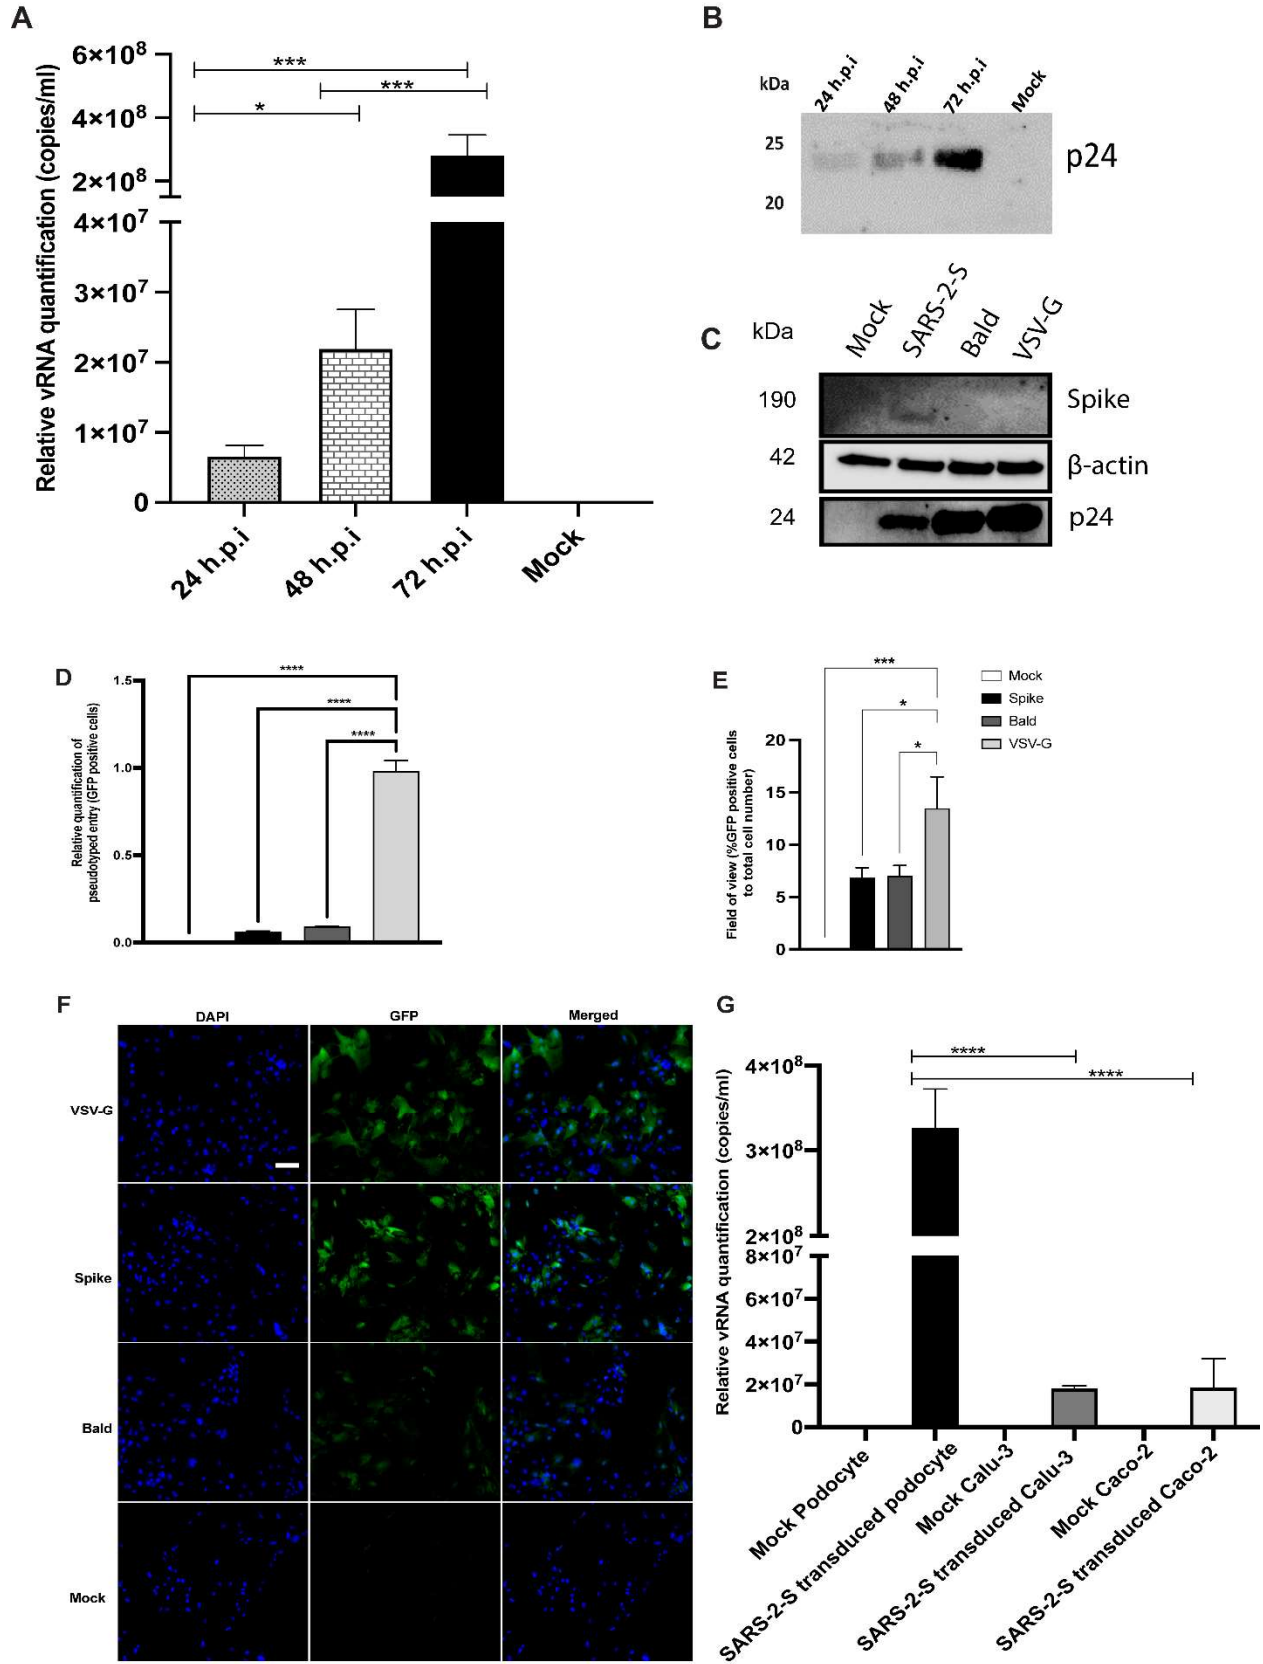 A
Relative vRNA quantification (copies/ml)
6×10⁸
4×10⁸
2×10⁸
4×10⁷
3×10⁷
2×10⁷
1×10⁷
0
***
***
*
24 h.p.i
48 h.p.i
72 h.p.i
Mock
B
kDa
24 h.p.i
48 h.p.i
72 h.p.i
Mock
25
20
p24
C
kDa
Mock
SARS-2-S
Bald
VSV-G
190
Spike
42
β-actin
24
p24
D
Relative quantification of
pseudotyped entry (GFP positive cells)
1.5
1.0
0.5
0.0
****
****
****
E
Field of view (%GFP positive cells
to total cell number)
20
15
10
5
0
***
*
*
Mock
Spike
Bald
VSV-G
F
DAPI
GFP
Merged
VSV-G
Spike
Bald
Mock
G
Relative vRNA quantification (copies/ml)
4×10⁸
3×10⁸
2×10⁸
8×10⁷
6×10⁷
4×10⁷
2×10⁷
0
****
****
Mock Podocyte
SARS-2-S transduced podocyte
Mock Calu-3
SARS-2-S transduced Calu-3
Mock Caco-2
SARS-2-S transduced Caco-2